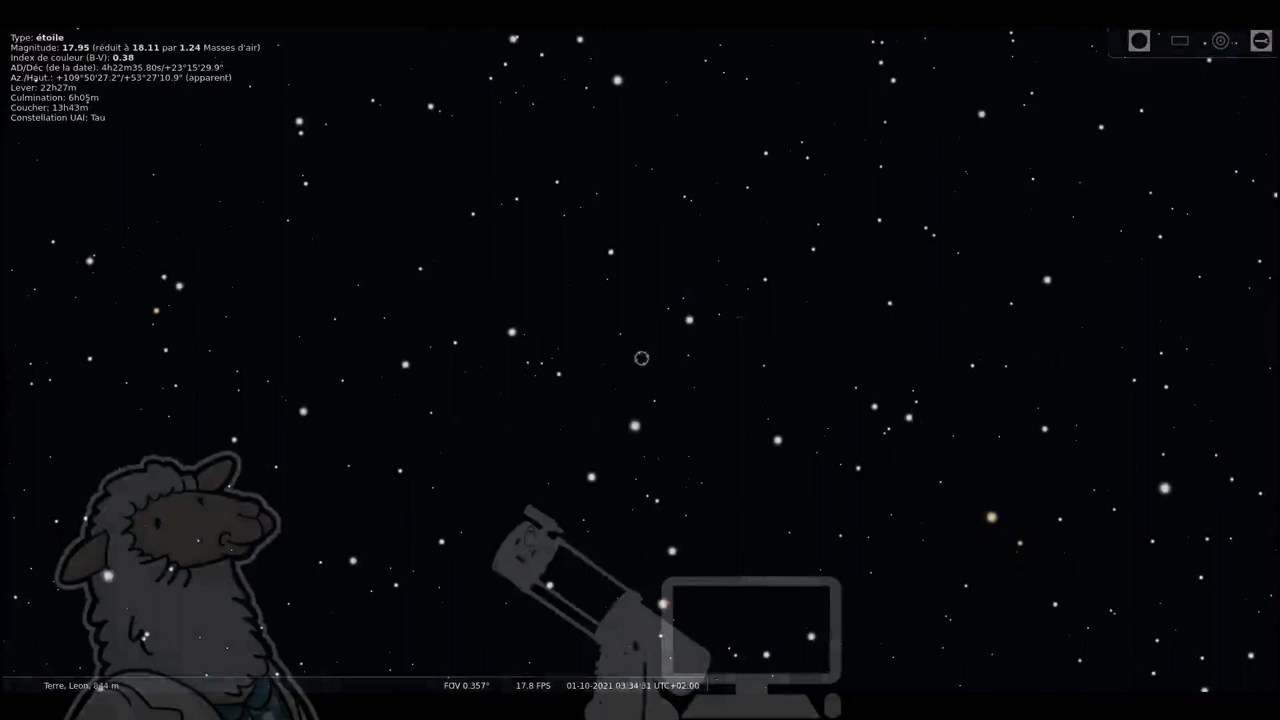 Type: étoile
Magnitude: 17.95 (réduit à 18.11 par 1.24 Masses d'air)
Index de couleur (B-V): 0.38
AD/Déc (de la date): 4h22m35.80s/+23°15'29.9"
Az./Haut.: +109°50'27.2"/+53°27'10.9" (apparent)
Lever: 22h27m
Culmination: 6h05m
Coucher: 13h43m
Constellation UAI: Tau
Terre, Leon, 844 m FOV 0.357° 17.8 FPS 01-10-2021 03:34:31 UTC+02:00